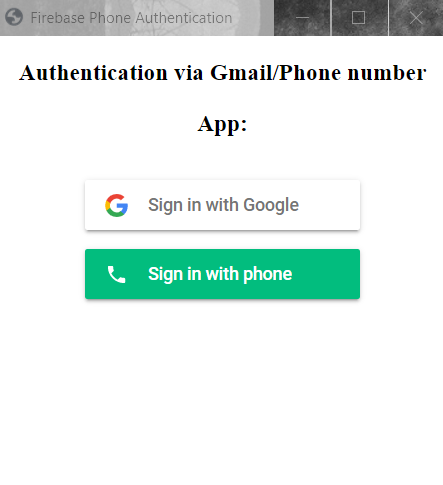 Firebase Phone Authentication
Authentication via Gmail/Phone number
App:
Sign in with Google
Sign in with phone